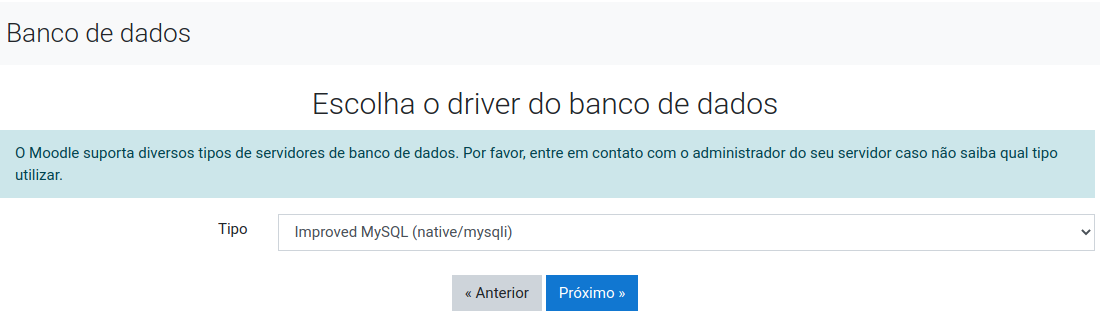 Banco de dados
Escolha o driver do banco de dados
O Moodle suporta diversos tipos de servidores de banco de dados. Por favor, entre em contato com o administrador do seu servidor caso não saiba qual tipo
utilizar.
Tipo Improved MySQL (native/mysqli)
« Anterior Próximo »